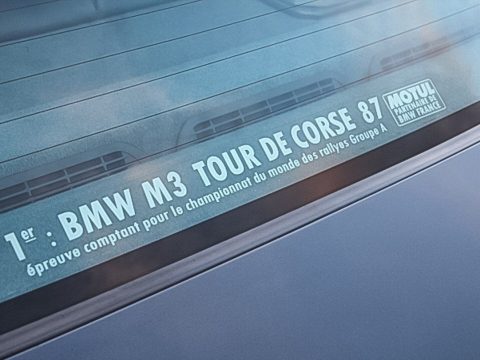 1er : BMW M3 TOUR DE CORSE 87
épreuve comptant pour le championnat du monde des rallyes Groupe A
MOTUL
PARTENAIRE DE
BMW FRANCE